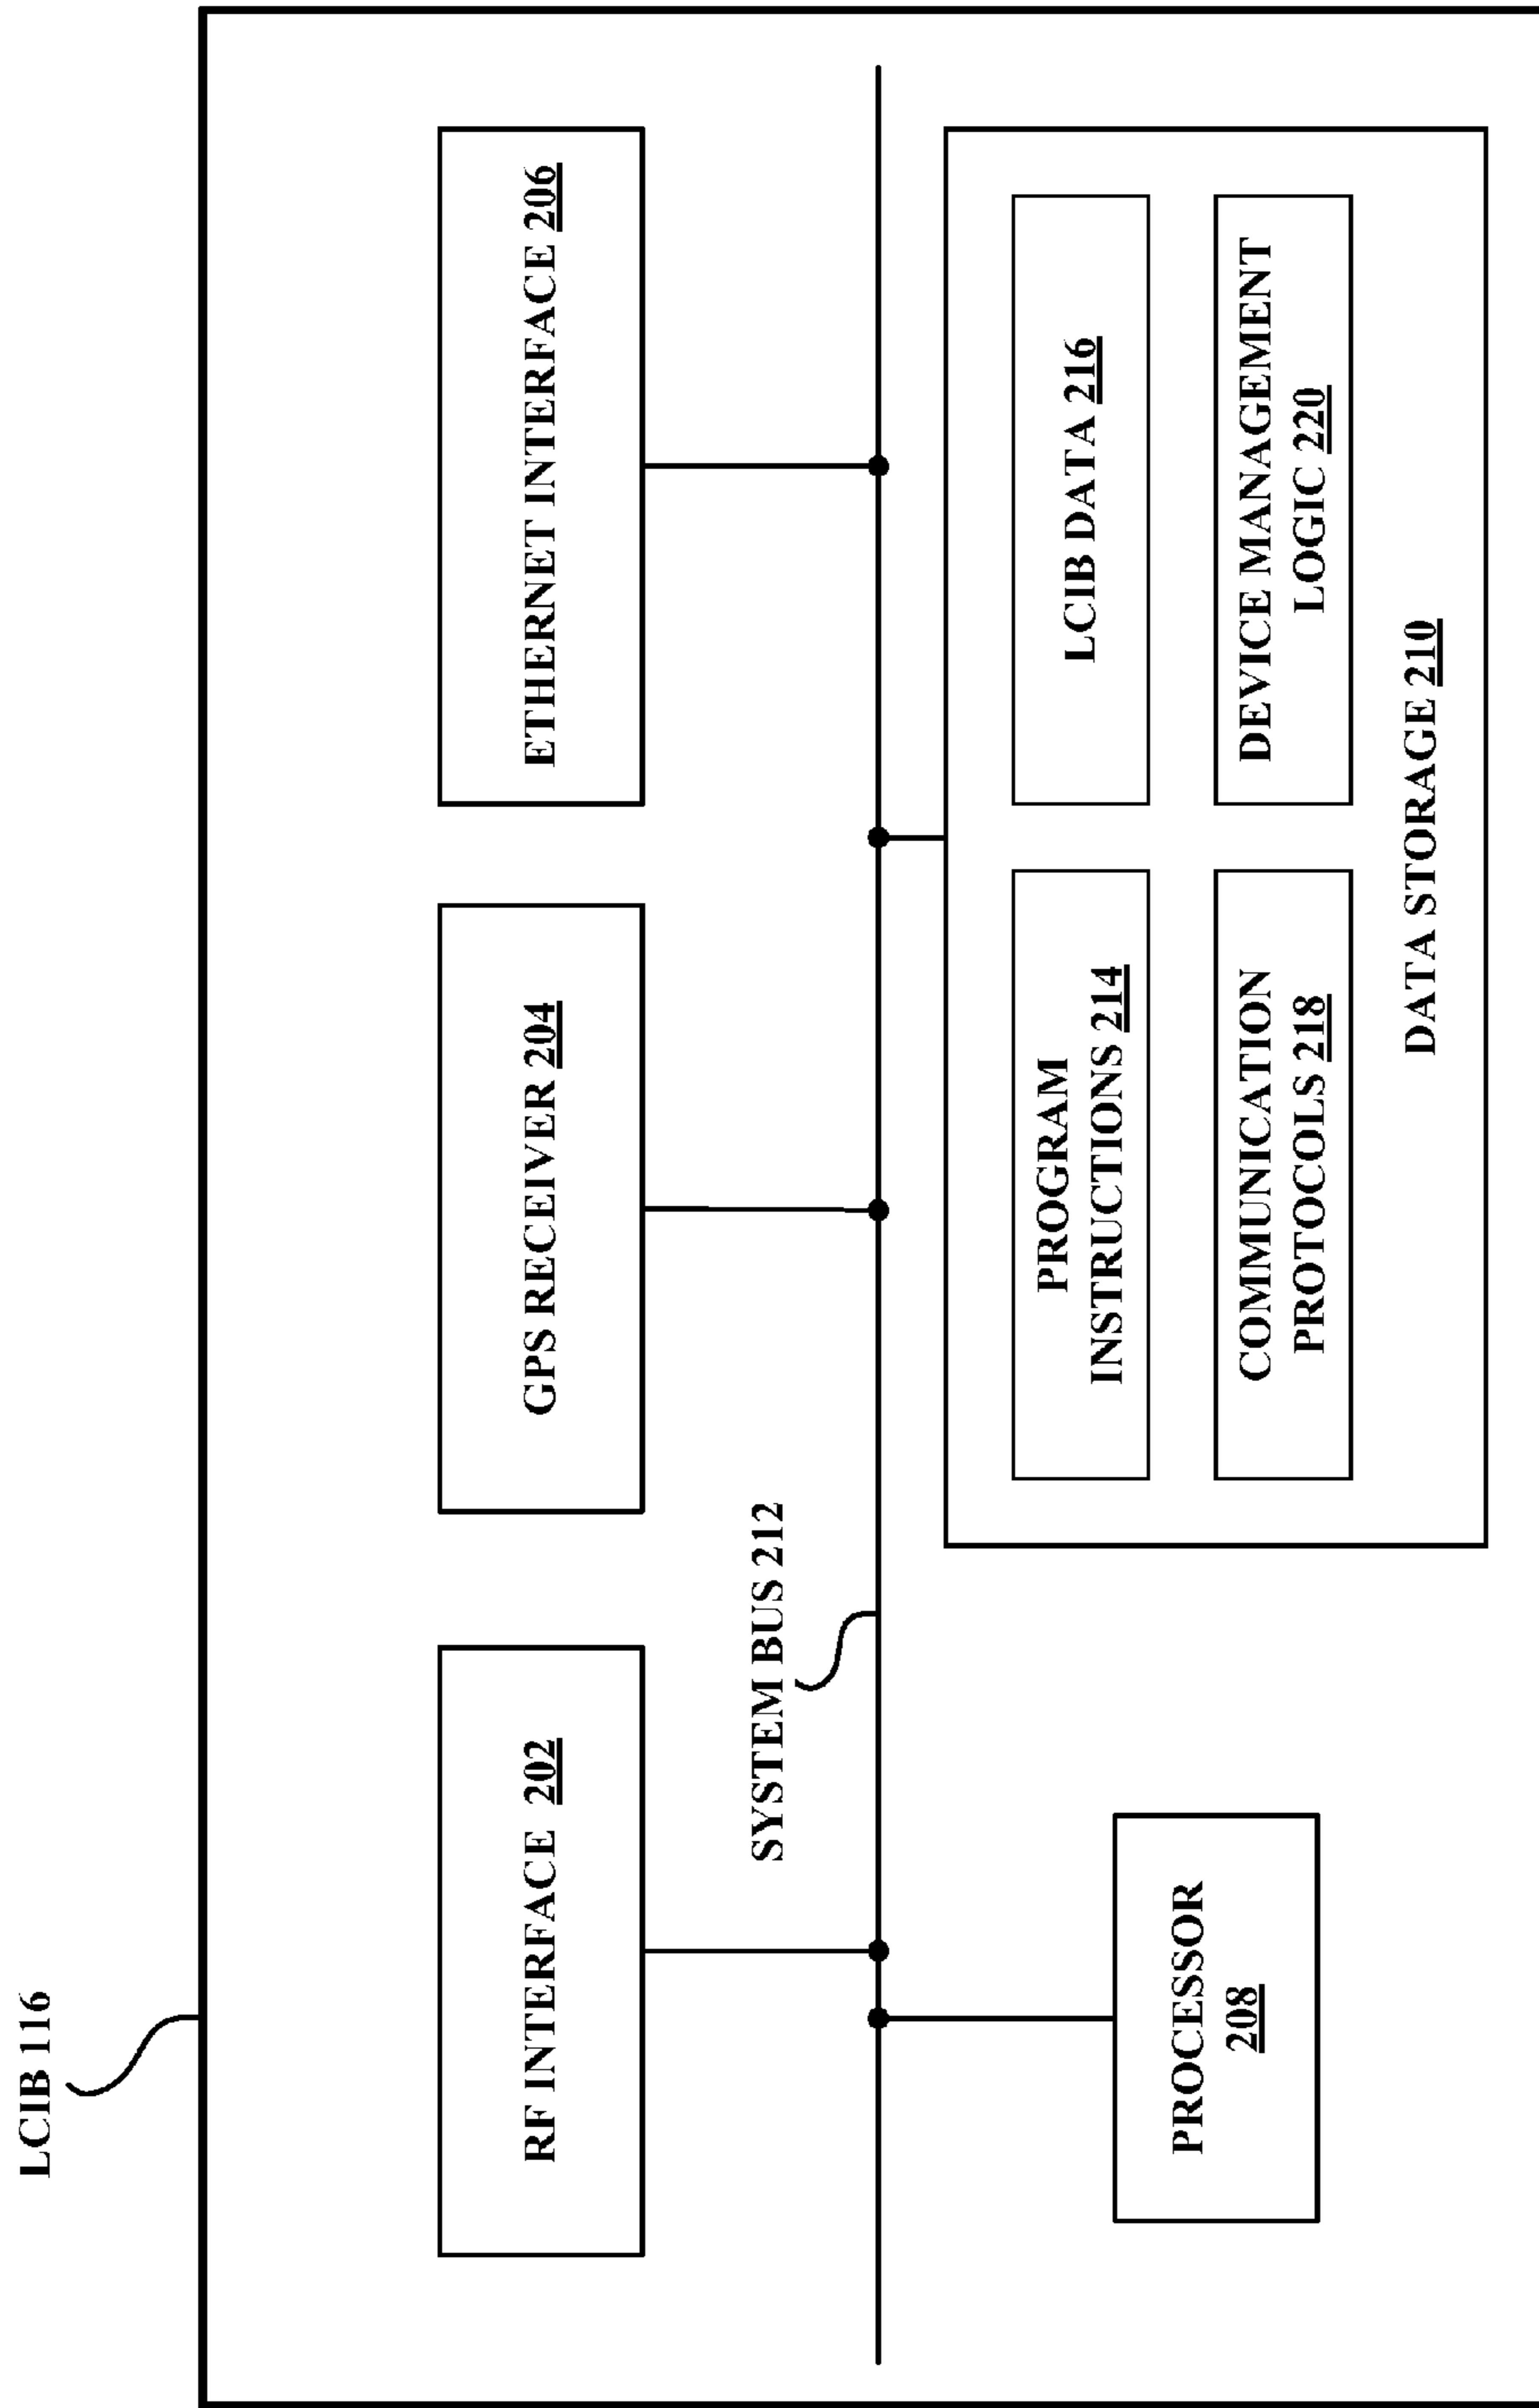 LCIB 116
RF INTERFACE 202
GPS RECEIVER 204
ETHERNET INTERFACE 206
SYSTEM BUS 212
PROCESSOR
208
PROGRAM
INSTRUCTIONS 214
LCIB DATA 216
COMMUNICATION
PROTOCOLS 218
DEVICE MANAGEMENT
LOGIC 220
DATA STORAGE 210